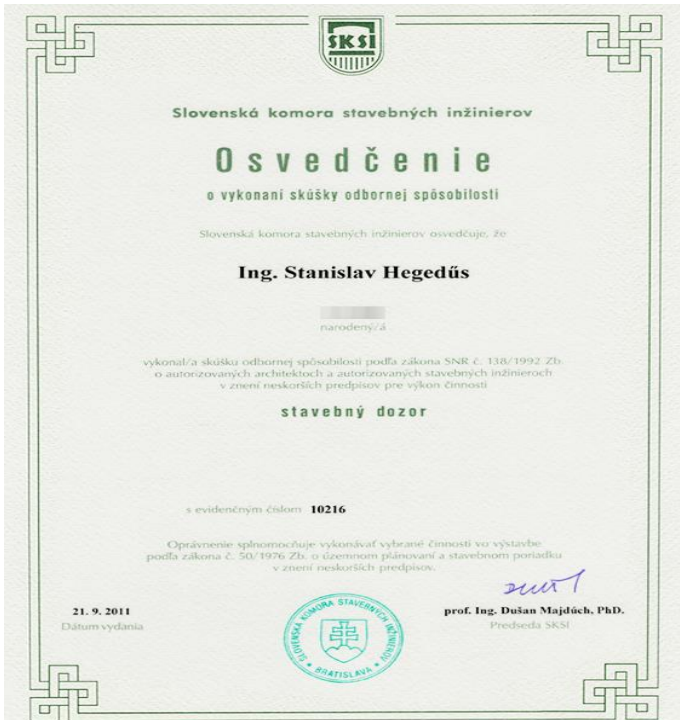 SKSI
Slovenská komora stavebných inžinierov
Osvedčenie
o vykonaní skúšky odbornej spôsobilosti
Slovenská komora stavebných inžinierov osvedčuje, že
Ing. Stanislav Hegedűs
narodený/á
vykonal/a skúšku odbornej spôsobilosti podľa zákona SNR č. 138/1992 Zb.
o autorizovaných architektoch a autorizovaných stavebných inžinieroch
v znení neskorších predpisov pre výkon činnosti
stavebný dozor
s evidenčným číslom 10216
Oprávnenie splnomocňuje vykonávať vybrané činnosti vo výstavbe
podľa zákona č. 50/1976 Zb. o územnom plánovaní a stavebnom poriadku
v znení neskorších predpisov.
21. 9. 2011
Dátum vydania
SLOVENSKÁ KOMORA STAVEBNÝCH INŽINIEROV
BRATISLAVA
prof. Ing. Dušan Majdúch, PhD.
Predseda SKSI